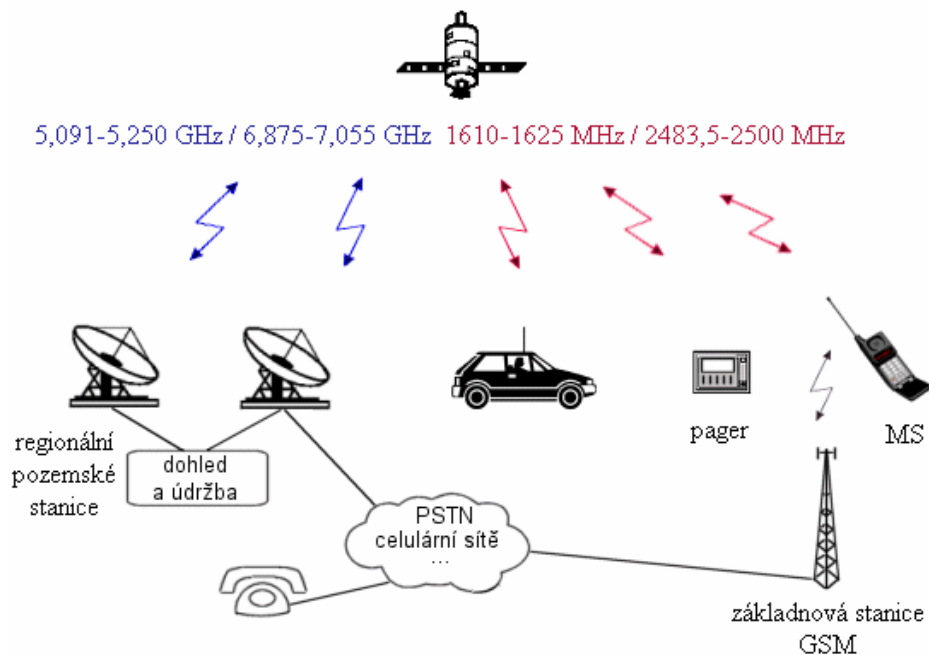 5,091-5,250 GHz / 6,875-7,055 GHz 1610-1625 MHz / 2483,5-2500 MHz
pager
MS
regionální
pozemské
stanice
dohled
a údržba
PSTN
celulární sítě
...
základnová stanice
GSM